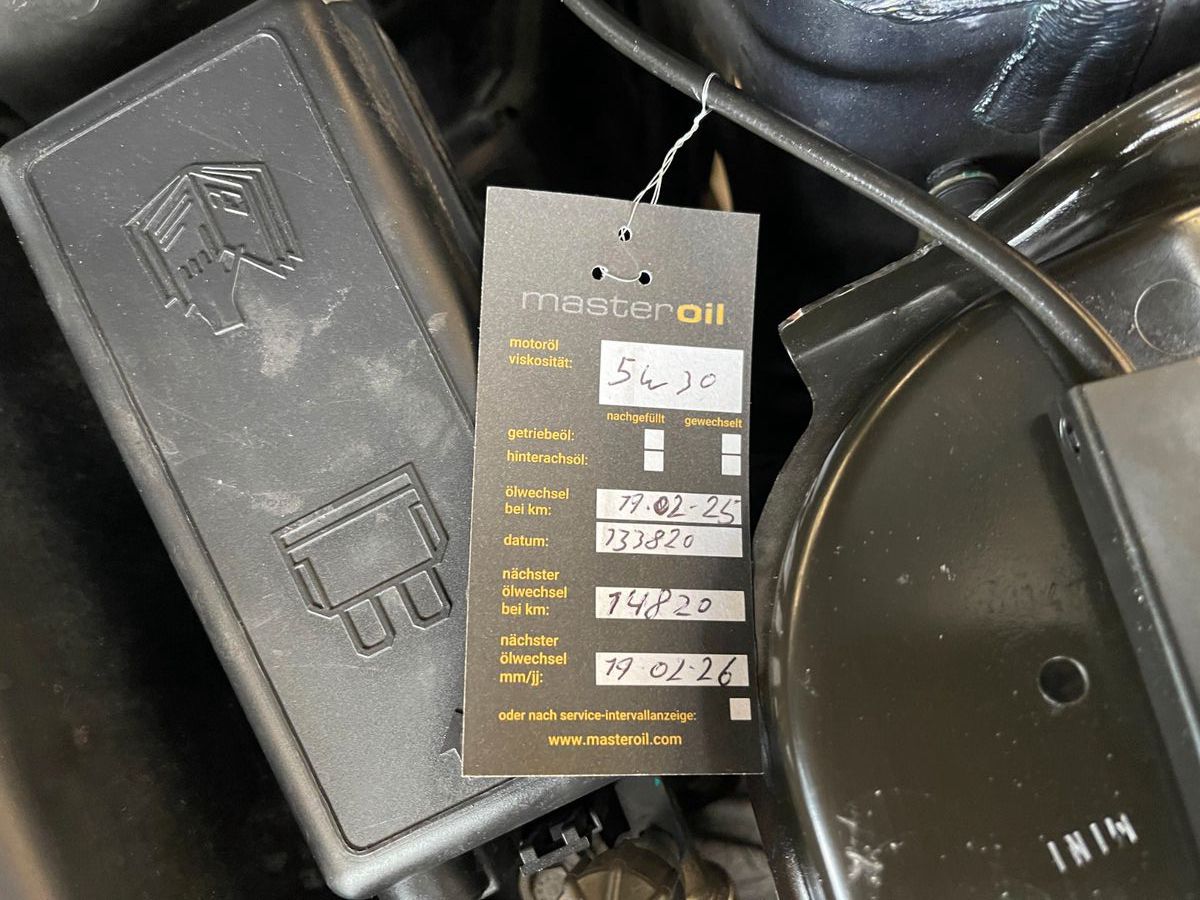 masteroil
motoröl
viskosität:
5W30
nachgefüllt gewechselt
getriebeöl:
hinterachsöl:
ölwechsel
bei km:
19.02-25
datum:
133820
nächster
ölwechsel
bei km:
14820
nächster
ölwechsel
mm/jj:
19-02-26
oder nach service-intervallanzeige:
www.masteroil.com
MINI